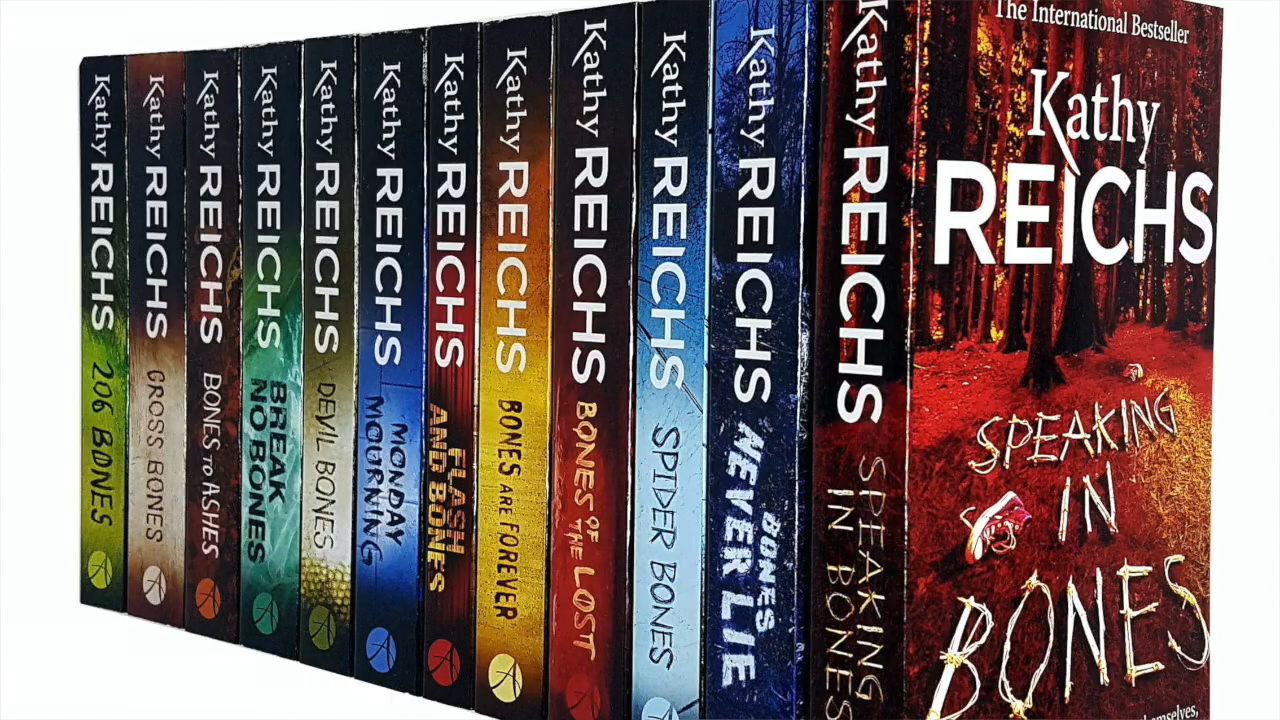 Kathy REICHS 206 BONES
Kathy REICHS CROSS BONES
Kathy REICHS BONES TO ASHES
Kathy REICHS BREAK
NO BONES
Kathy REICHS DEVIL BONES
Kathy REICHS MONDAY
MOURNING
Kathy REICHS FLASH
AND BONES
Kathy REICHS BONES ARE FOREVER
Kathy REICHS BONES OF THE LOST
Kathy REICHS SPIDER BONES
Kathy REICHS BONES
NEVER LIE
Kathy REICHS SPEAKING
IN BONES
The International Bestseller
Kathy
REICHS
SPEAKING
IN
BONES